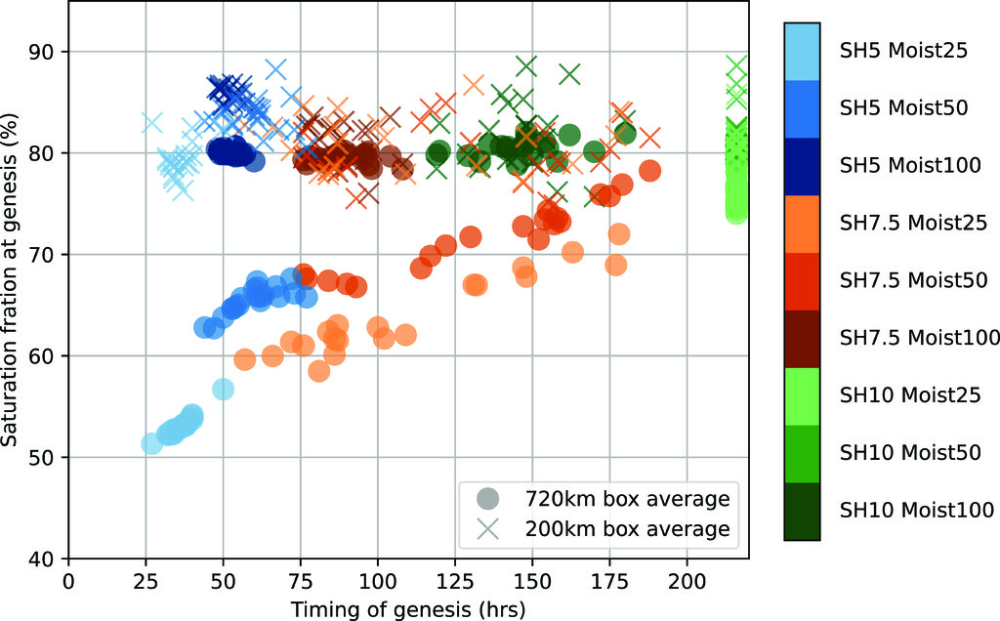 Saturation fration at genesis (%)
90
80
70
60
50
40
0 25 50 75 100 125 150 175 200
Timing of genesis (hrs)
720km box average
200km box average
SH5 Moist25
SH5 Moist50
SH5 Moist100
SH7.5 Moist25
SH7.5 Moist50
SH7.5 Moist100
SH10 Moist25
SH10 Moist50
SH10 Moist100